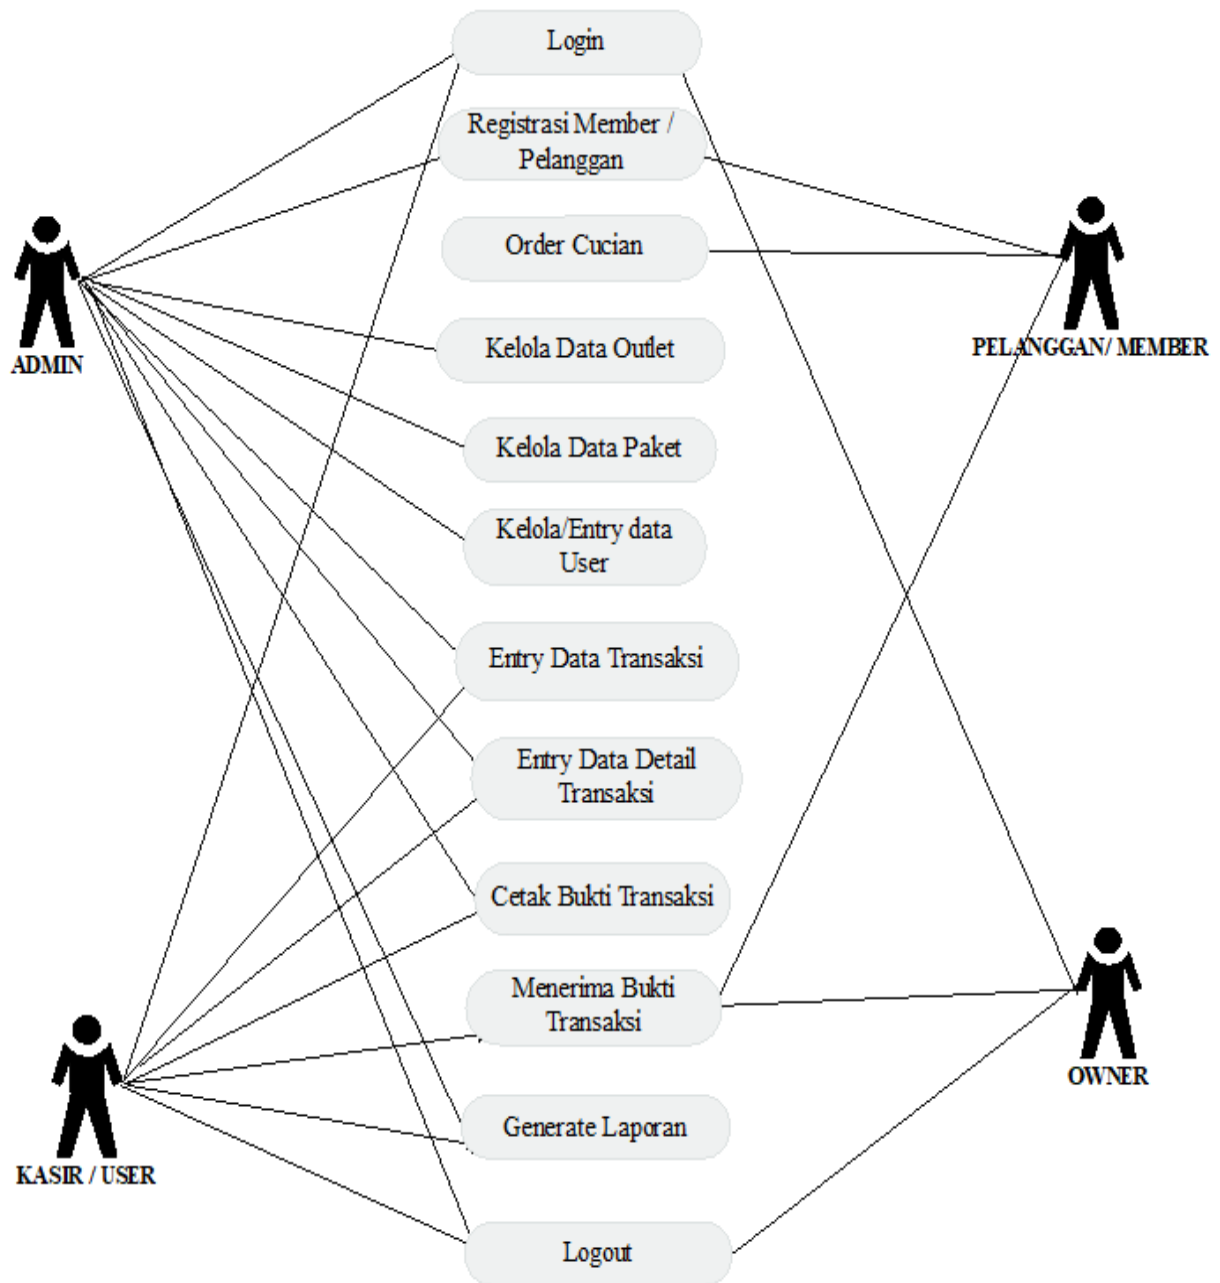 Login
Registrasi Member /
Pelanggan
Order Cucian
ADMIN
Kelola Data Outlet
PELANGGAN/ MEMBER
Kelola Data Paket
Kelola/Entry data
User
Entry Data Transaksi
Entry Data Detail
Transaksi
Cetak Bukti Transaksi
Menerima Bukti
Transaksi
OWNER
Generate Laporan
KASIR / USER
Logout